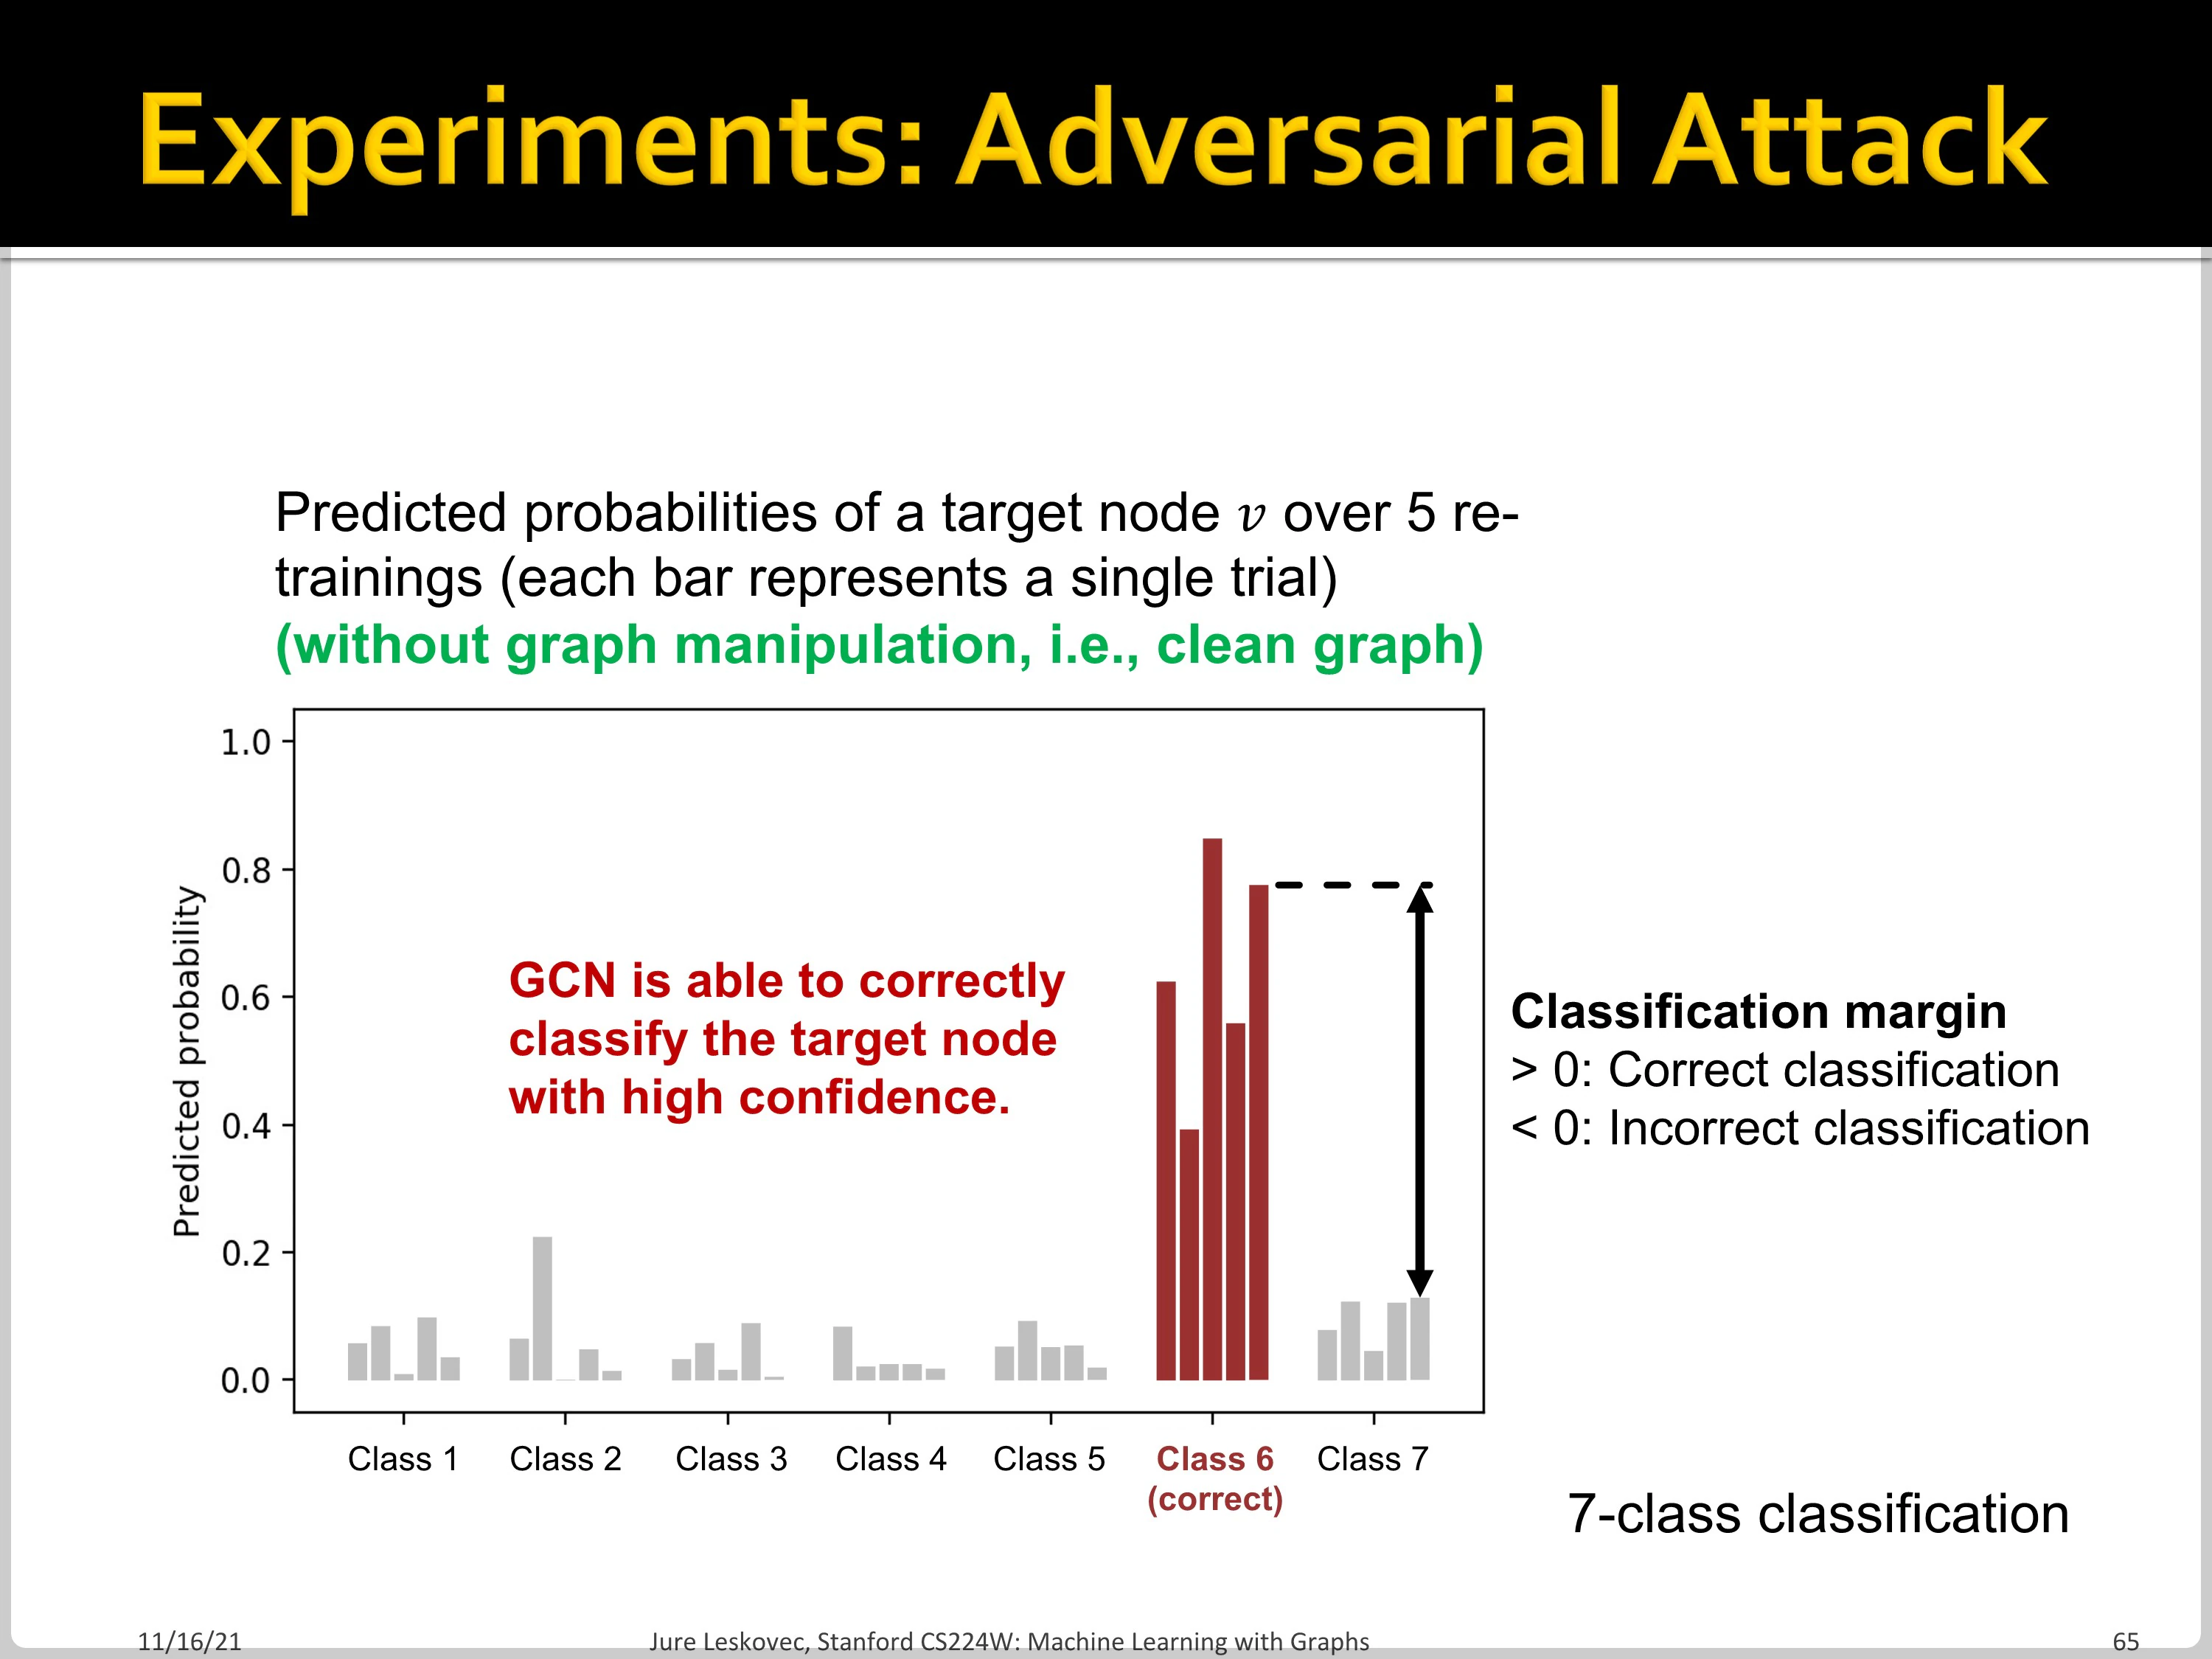 Experiments: Adversarial Attack
Predicted probabilities of a target node 𝑣 over 5 re-
trainings (each bar represents a single trial)
(without graph manipulation, i.e., clean graph)
1.0
0.8
0.6
0.4
0.2
0.0
Predicted probability
GCN is able to correctly
classify the target node
with high confidence.
Classification margin
> 0: Correct classification
< 0: Incorrect classification
Class 1 Class 2 Class 3 Class 4 Class 5 Class 6 Class 7
(correct)
7-class classification
11/16/21 Jure Leskovec, Stanford CS224W: Machine Learning with Graphs 65